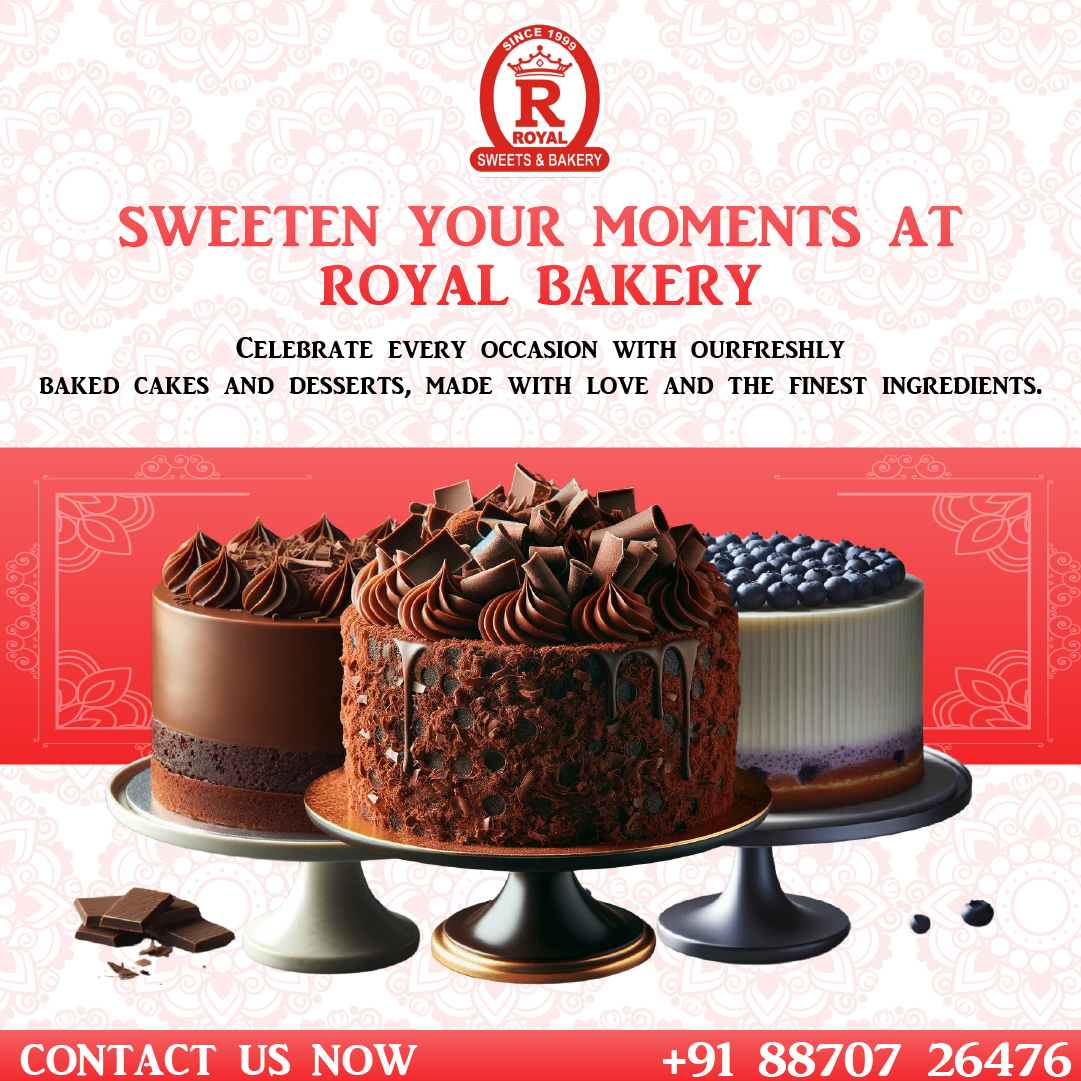 SINCE 1999
R
ROYAL
SWEETS & BAKERY
SWEETEN YOUR MOMENTS AT
ROYAL BAKERY
CELEBRATE EVERY OCCASION WITH OURFRESHLY
BAKED CAKES AND DESSERTS, MADE WITH LOVE AND THE FINEST INGREDIENTS.
CONTACT US NOW
+91 88707 26476